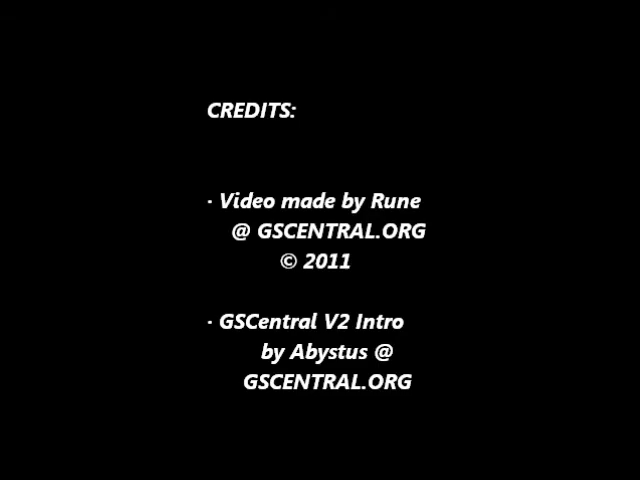 CREDITS:
· Video made by Rune
@ GSCENTRAL.ORG
© 2011
· GSCentral V2 Intro
by Abystus @
GSCENTRAL.ORG